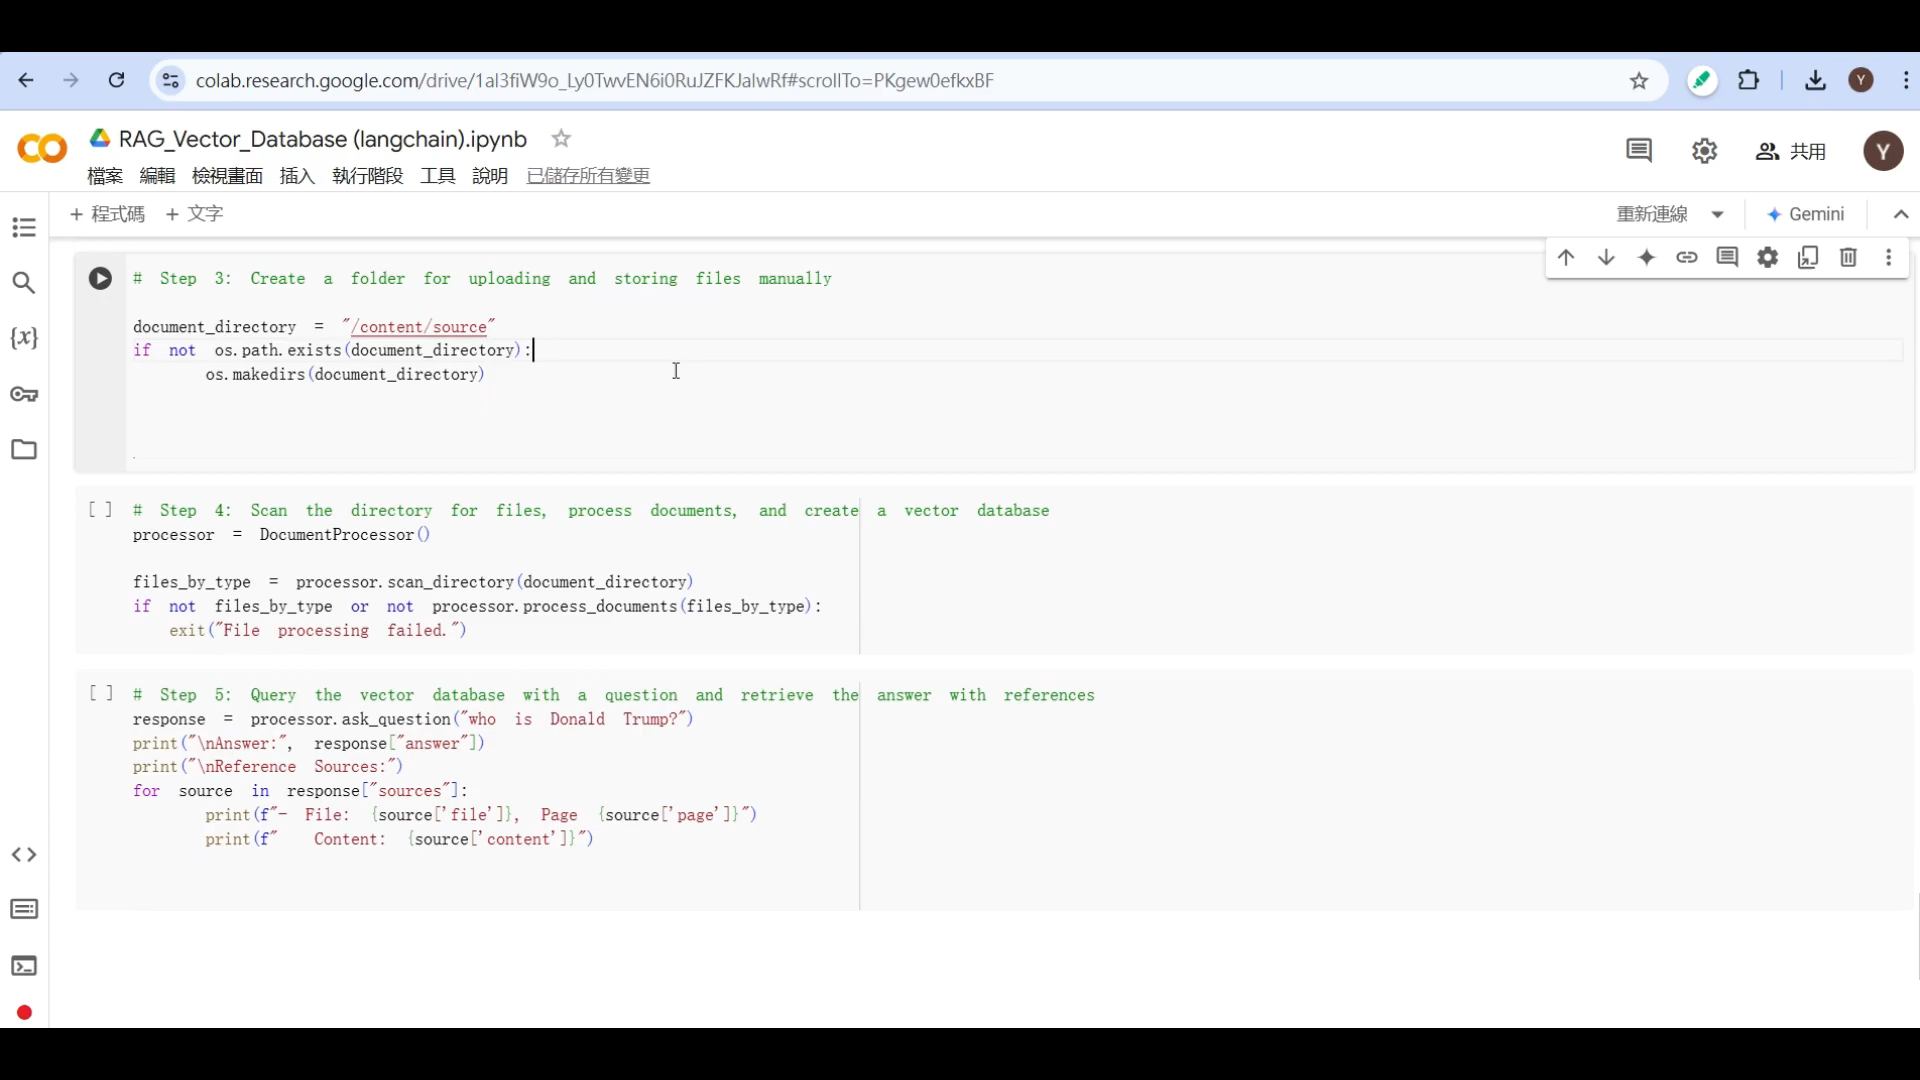 colab.research.google.com/drive/1al3fiW9o_Ly0TwvEN6i0RuJZFKJalwRf#scrollTo=PKgew0efkxBF
Y
RAG_Vector_Database (langchain).ipynb
檔案 編輯 檢視畫面 插入 執行階段 工具 說明 已儲存所有變更
共用
Y
+ 程式碼 + 文字
重新連線
Gemini
# Step 3: Create a folder for uploading and storing files manually
document_directory = "/content/source"
if not os.path.exists(document_directory):
os.makedirs(document_directory)
[ ] # Step 4: Scan the directory for files, process documents, and create a vector database
processor = DocumentProcessor()
files_by_type = processor.scan_directory(document_directory)
if not files_by_type or not processor.process_documents(files_by_type):
exit("File processing failed.")
[ ] # Step 5: Query the vector database with a question and retrieve the answer with references
response = processor.ask_question("who is Donald Trump?")
print("\nAnswer:", response["answer"])
print("\nReference Sources:")
for source in response["sources"]:
print(f"- File: {source['file']}, Page {source['page']}")
print(f" Content: {source['content']}")